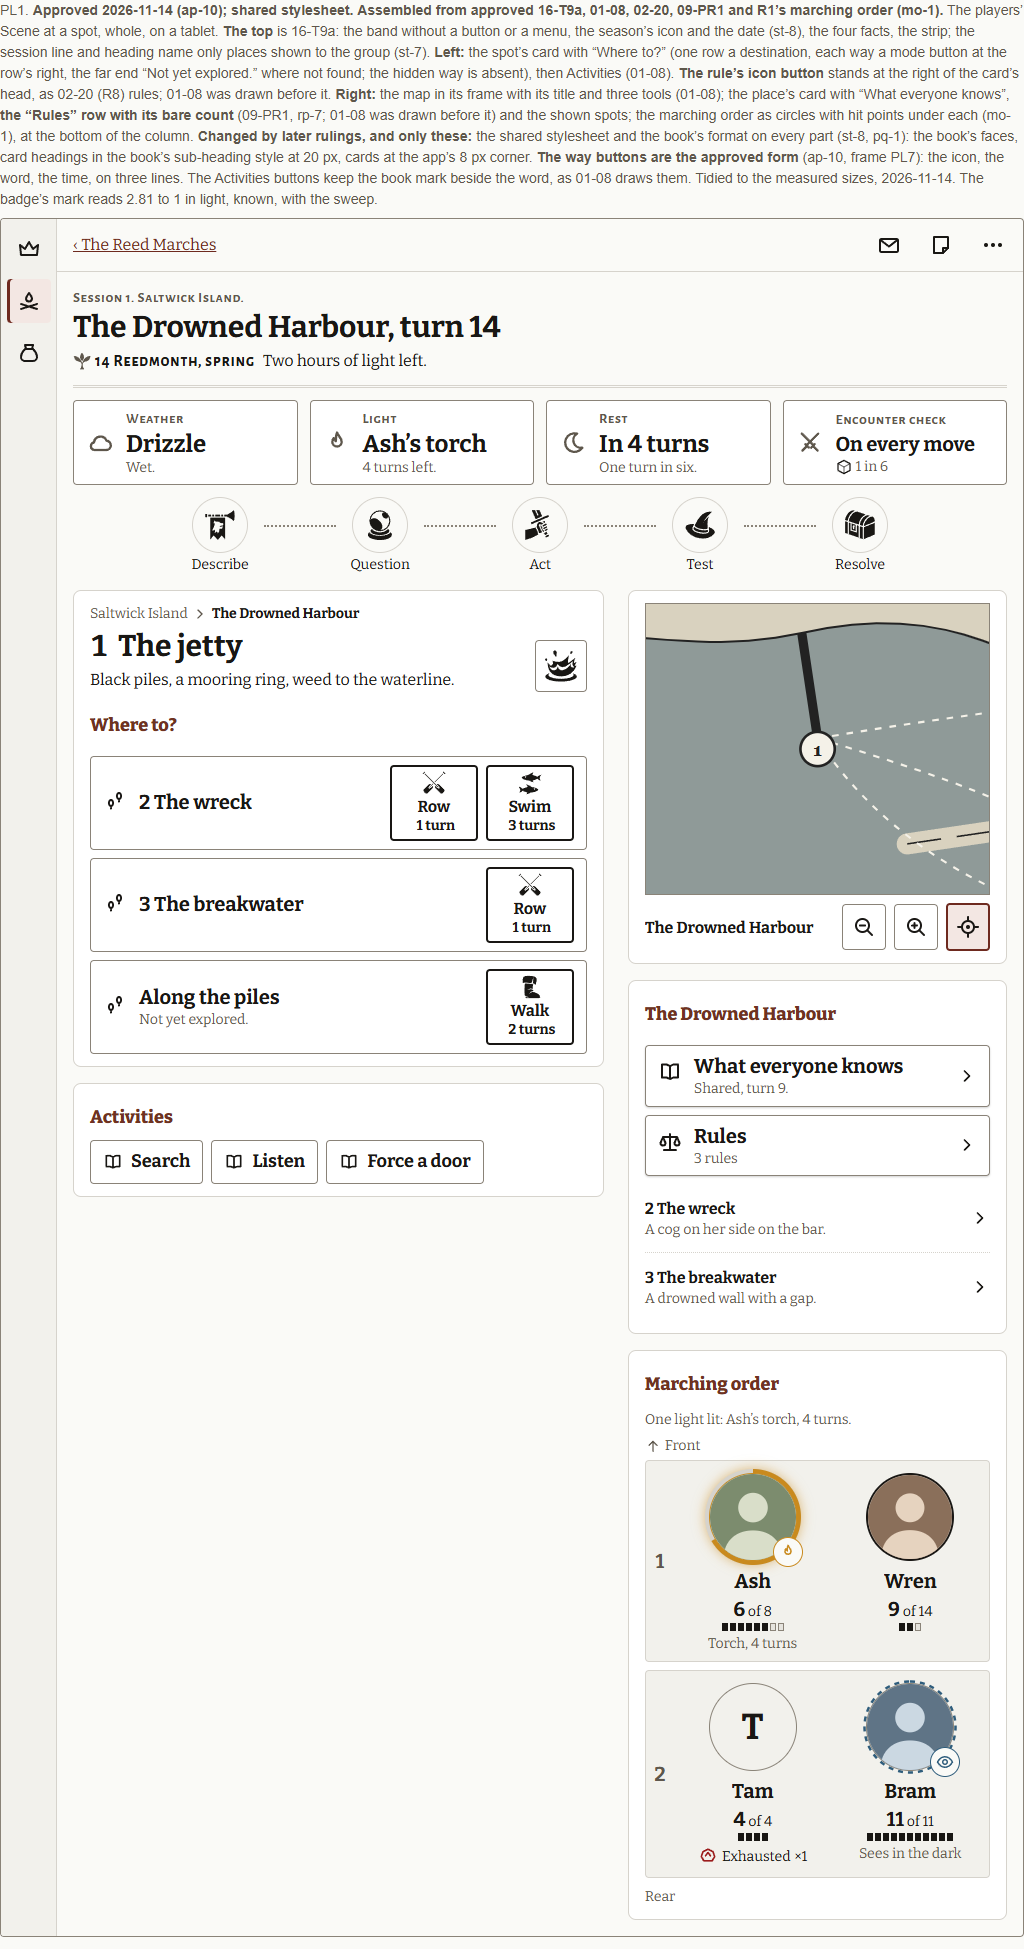 PL1. Approved 2026-11-14 (ap-10); shared stylesheet. Assembled from approved 16-T9a, 01-08, 02-20, 09-PR1 and R1’s marching order (mo-1). The players’
Scene at a spot, whole, on a tablet. The top is 16-T9a: the band without a button or a menu, the season’s icon and the date (st-8), the four facts, the strip; the
session line and heading name only places shown to the group (st-7). Left: the spot’s card with “Where to?” (one row a destination, each way a mode button at the
row’s right, the far end “Not yet explored.” where not found; the hidden way is absent), then Activities (01-08). The rule’s icon button stands at the right of the card’s
head, as 02-20 (R8) rules; 01-08 was drawn before it. Right: the map in its frame with its title and three tools (01-08); the place’s card with “What everyone knows”,
the “Rules” row with its bare count (09-PR1, rp-7; 01-08 was drawn before it) and the shown spots; the marching order as circles with hit points under each (mo-
1), at the bottom of the column. Changed by later rulings, and only these: the shared stylesheet and the book’s format on every part (st-8, pq-1): the book’s faces,
card headings in the book’s sub-heading style at 20 px, cards at the app’s 8 px corner. The way buttons are the approved form (ap-10, frame PL7): the icon, the
word, the time, on three lines. The Activities buttons keep the book mark beside the word, as 01-08 draws them. Tidied to the measured sizes, 2026-11-14. The
badge’s mark reads 2.81 to 1 in light, known, with the sweep.
‹ The Reed Marches
Session 1. Saltwick Island.
The Drowned Harbour, turn 14
14 Reedmonth, spring Two hours of light left.
Weather
Drizzle
Wet.
Light
Ash’s torch
4 turns left.
Rest
In 4 turns
One turn in six.
Encounter check
On every move
1 in 6
Describe
Question
Act
Test
Resolve
Saltwick Island > The Drowned Harbour
1 The jetty
Black piles, a mooring ring, weed to the waterline.
Where to?
2 The wreck
Row
1 turn
Swim
3 turns
3 The breakwater
Row
1 turn
Along the piles
Not yet explored.
Walk
2 turns
Activities
Search
Listen
Force a door
1
The Drowned Harbour
The Drowned Harbour
What everyone knows
Shared, turn 9.
Rules
3 rules
2 The wreck
A cog on her side on the bar.
3 The breakwater
A drowned wall with a gap.
Marching order
One light lit: Ash’s torch, 4 turns.
↑ Front
1
Ash
6 of 8
Torch, 4 turns
Wren
9 of 14
2
T
Tam
4 of 4
Exhausted ×1
Bram
11 of 11
Sees in the dark
Rear